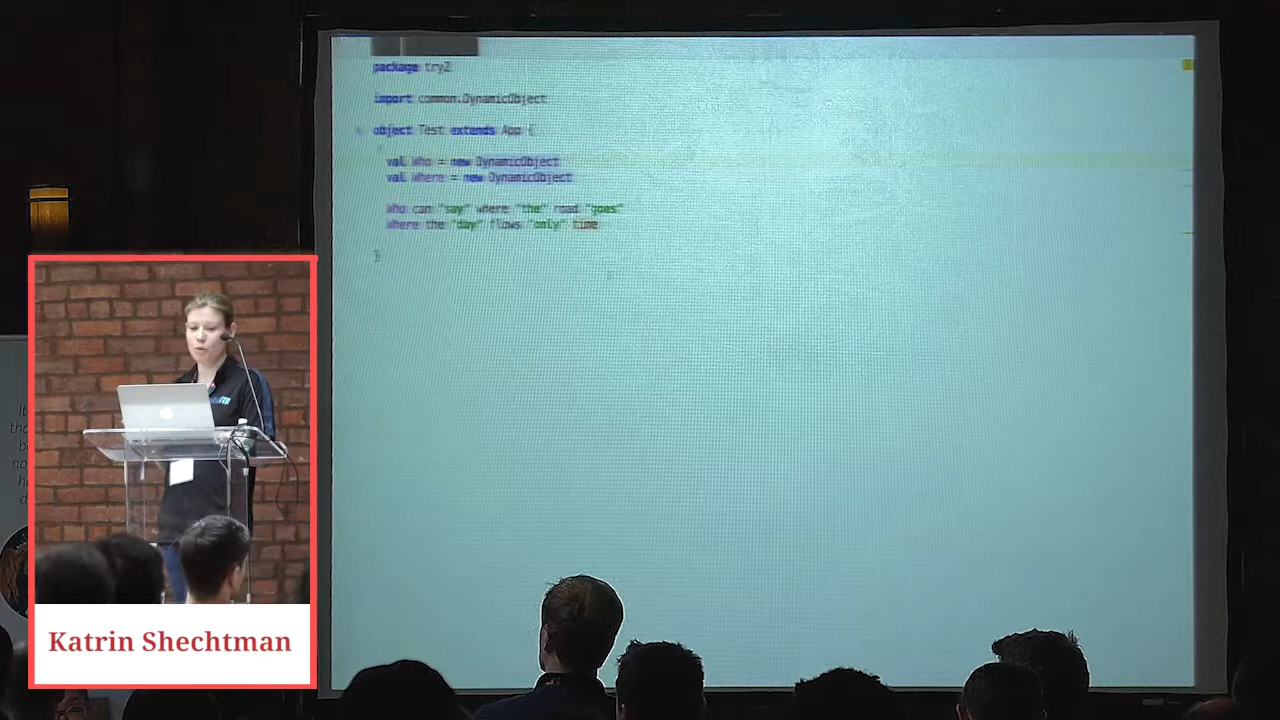 package try2
import common.DynamicObject
object Test extends App {
val Who = new DynamicObject
val Where = new DynamicObject
Who can "say" where "the" road "goes"
Where the "day" flows "only" time
}
Katrin Shechtman